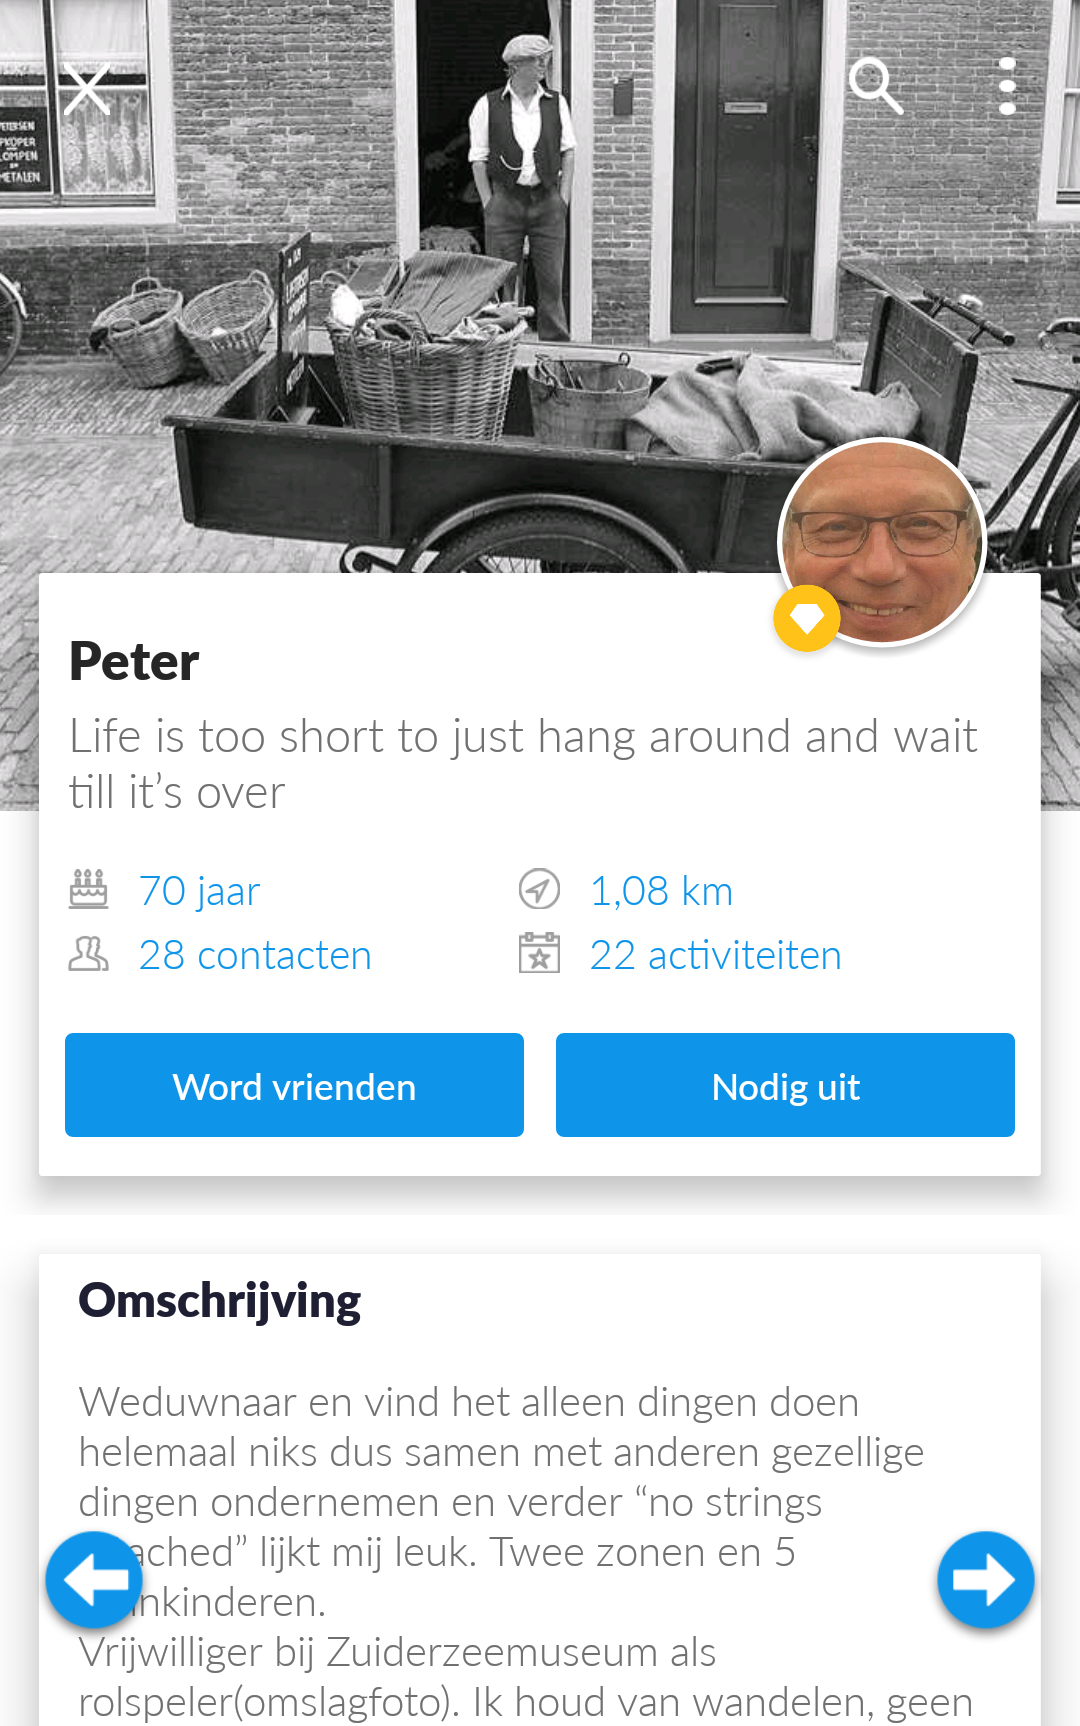 PETERSEN
OPKOPER
LOMPEN
METALEN
Peter
Life is too short to just hang around and wait
till it’s over
70 jaar
1,08 km
28 contacten
22 activiteiten
Word vrienden
Nodig uit
Omschrijving
Weduwnaar en vind het alleen dingen doen
helemaal niks dus samen met anderen gezellige
dingen ondernemen en verder “no strings
ached” lijkt mij leuk. Twee zonen en 5
inkinderen.
Vrijwilliger bij Zuiderzeemuseum als
rolspeler(omslagfoto). Ik houd van wandelen, geen